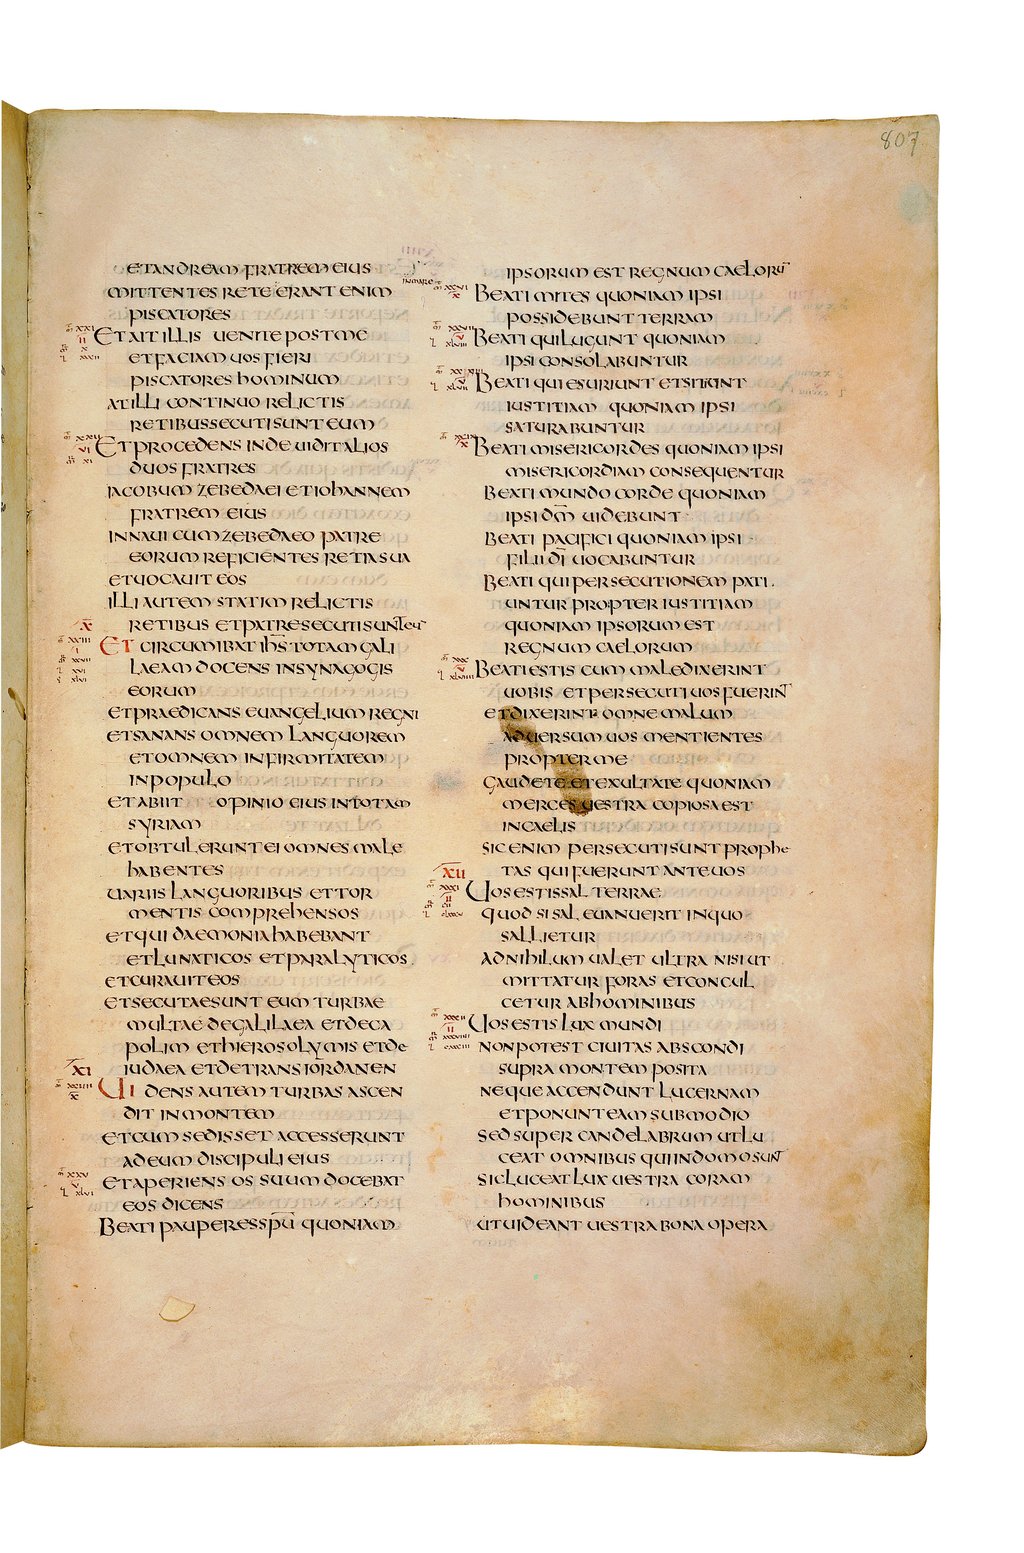 807
ET ANDREAM FRATREM EIUS
MITTENTES RETE ERANT ENIM
PISCATORES
ET AIT ILLIS UENITE POST ME
ET FACIAM UOS FIERI
PISCATORES HOMINUM
AT ILLI CONTINUO RELICTIS
RETIBUS SECUTI SUNT EUM
ET PROCEDENS INDE UIDIT ALIOS
DUOS FRATRES
IACOBUM ZEBEDAEI ET IOHANNEM
FRATREM EIUS
IN NAUI CUM ZEBEDAEO PATRE
EORUM REFICIENTES RETIA SUA
ET UOCAUIT EOS
ILLI AUTEM STATIM RELICTIS
RETIBUS ET PATRE SECUTI SUNT EUM
X
ET CIRCUMIBAT IHS TOTAM GALI
LAEAM DOCENS IN SYNAGOGIS
EORUM
ET PRAEDICANS EUANGELIUM REGNI
ET SANANS OMNEM LANGUOREM
ET OMNEM INFIRMITATEM
IN POPULO
ET ABIIT OPINIO EIUS IN TOTAM
SYRIAM
ET OBTULERUNT EI OMNES MALE
HABENTES
UARIIS LANGUORIBUS ET TOR
MENTIS COMPREHENSOS
ET QUI DAEMONIA HABEBANT
ET LUNATICOS ET PARALYTICOS
ET CURAUIT EOS
ET SECUTAE SUNT EUM TURBAE
MULTAE DE GALILAEA ET DECA
POLIM ET HIEROSOLYMIS ET DE
IUDAEA ET DE TRANS IORDANEN
XI
UIDENS AUTEM TURBAS ASCEN
DIT IN MONTEM
ET CUM SEDISSET ACCESSERUNT
AD EUM DISCIPULI EIUS
ET APERIENS OS SUUM DOCEBAT
EOS DICENS
BEATI PAUPERES SPŪ QUONIAM
IPSORUM EST REGNUM CAELORŪ
BEATI MITES QUONIAM IPSI
POSSIDEBUNT TERRAM
BEATI QUI LUGUNT QUONIAM
IPSI CONSOLABUNTUR
BEATI QUI ESURIUNT ET SITIUNT
IUSTITIAM QUONIAM IPSI
SATURABUNTUR
BEATI MISERICORDES QUONIAM IPSI
MISERICORDIAM CONSEQUENTUR
BEATI MUNDO CORDE QUONIAM
IPSI DM̄ UIDEBUNT
BEATI PACIFICI QUONIAM IPSI
FILII DĪ UOCABUNTUR
BEATI QUI PERSECUTIONEM PATI
UNTUR PROPTER IUSTITIAM
QUONIAM IPSORUM EST
REGNUM CAELORUM
BEATI ESTIS CUM MALEDIXERINT
UOBIS ET PERSECUTI UOS FUERINT
ET DIXERINT OMNE MALUM
ADUERSUM UOS MENTIENTES
PROPTER ME
GAUDETE ET EXULTATE QUONIAM
MERCES UESTRA COPIOSA EST
IN CAELIS
SIC ENIM PERSECUTI SUNT PROPHE
TAS QUI FUERUNT ANTE UOS
XII
UOS ESTIS SAL TERRAE
QUOD SI SAL EUANUERIT IN QUO
SALLIETUR
AD NIHILUM UALET ULTRA NISI UT
MITTATUR FORAS ET CONCUL
CETUR AB HOMINIBUS
UOS ESTIS LUX MUNDI
NON POTEST CIUITAS ABSCONDI
SUPRA MONTEM POSITA
NEQUE ACCENDUNT LUCERNAM
ET PONUNT EAM SUB MODIO
SED SUPER CANDELABRUM UT LU
CEAT OMNIBUS QUI IN DOMO SUNT
SIC LUCEAT LUX UESTRA CORAM
HOMINIBUS
UT UIDEANT UESTRA BONA OPERA